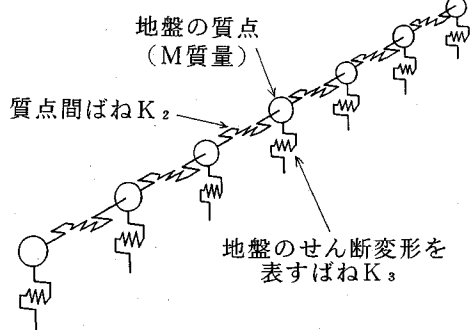 地盤の質点
（M質量）
質点間ばねK₂
地盤のせん断変形を
表すばねK₃